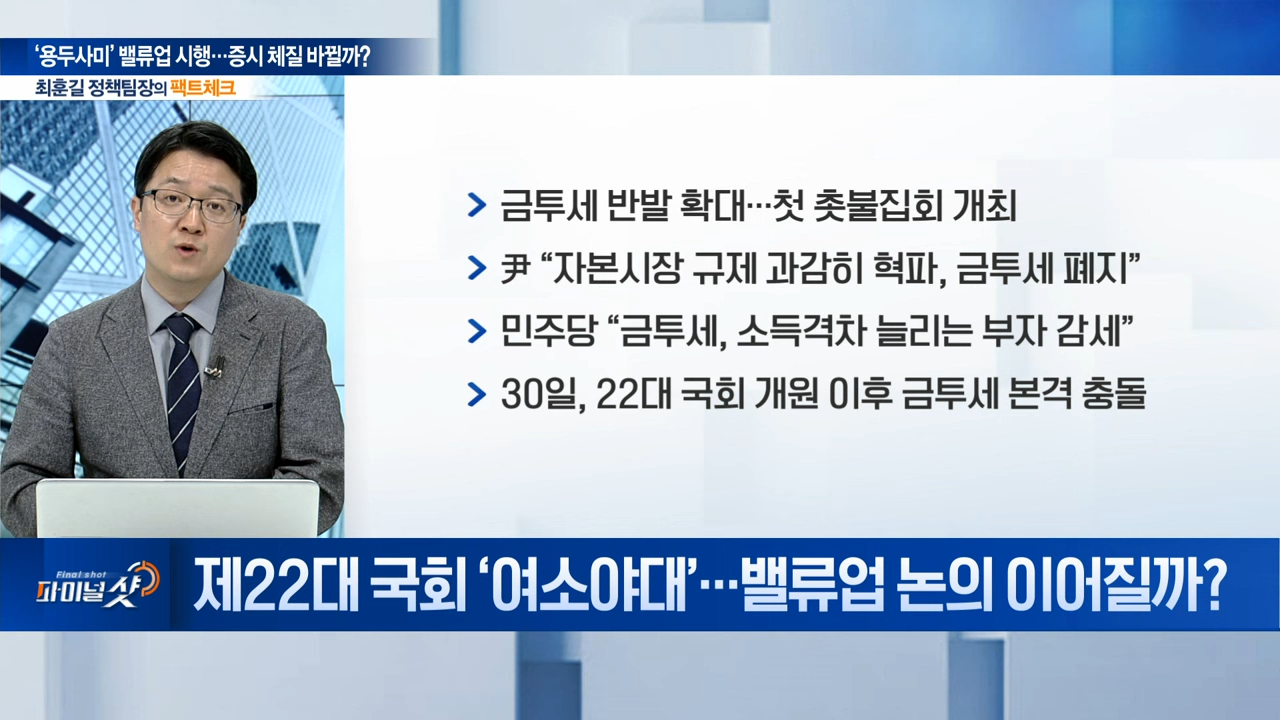 ‘용두사미’ 밸류업 시행…증시 체질 바뀔까?
최훈길 정책팀장의 팩트체크
> 금투세 반발 확대…첫 촛불집회 개최
> 尹 “자본시장 규제 과감히 혁파, 금투세 폐지”
> 민주당 “금투세, 소득격차 늘리는 부자 감세”
> 30일, 22대 국회 개원 이후 금투세 본격 충돌
Final shot
파이널샷
제22대 국회 ‘여소야대’…밸류업 논의 이어질까?